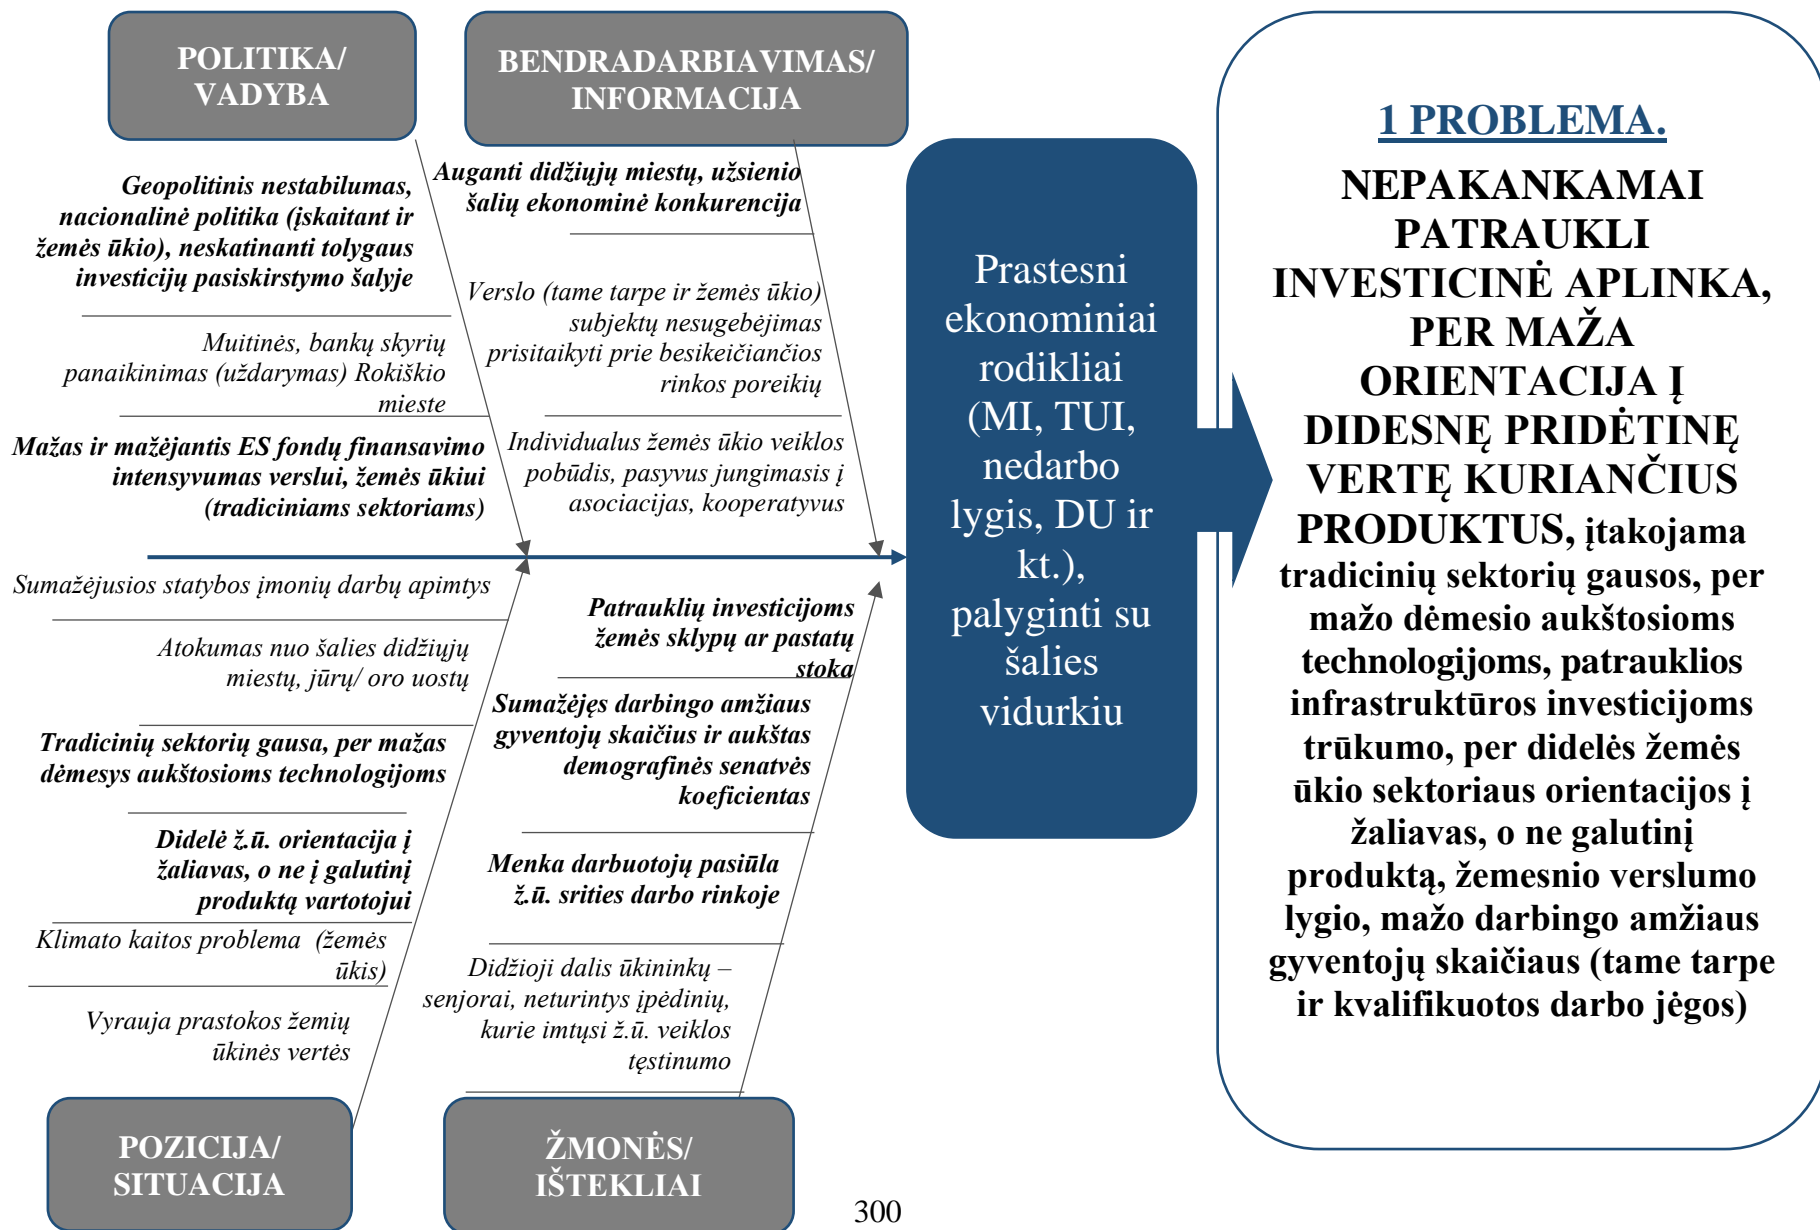 POLITIKA/
VADYBA
Geopolitinis nestabilumas,
nacionalinė politika (įskaitant ir
žemės ūkio), neskatinanti tolygaus
investicijų pasiskirstymo šalyje
Muitinės, bankų skyrių
panaikinimas (uždarymas) Rokiškio
mieste
Mažas ir mažėjantis ES fondų finansavimo
intensyvumas verslui, žemės ūkiui
(tradiciniams sektoriams)
BENDRADARBIAVIMAS/
INFORMACIJA
Auganti didžiųjų miestų, užsienio
šalių ekonominė konkurencija
Verslo (tame tarpe ir žemės ūkio)
subjektų nesugebėjimas
prisitaikyti prie besikeičiančios
rinkos poreikių
Individualus žemės ūkio veiklos
pobūdis, pasyvus jungimasis į
asociacijas, kooperatyvus
Sumažėjusios statybos įmonių darbų apimtys
Atokumas nuo šalies didžiųjų
miestų, jūrų/ oro uostų
Tradicinių sektorių gausa, per mažas
dėmesys aukštosioms technologijoms
Didelė ž.ū. orientacija į
žaliavas, o ne į galutinį
produktą vartotojui
Klimato kaitos problema (žemės
ūkis)
Vyrauja prastokos žemių
ūkinės vertės
POZICIJA/
SITUACIJA
Patrauklių investicijoms
žemės sklypų ar pastatų
stoka
Sumažėjęs darbingo amžiaus
gyventojų skaičius ir aukštas
demografinės senatvės
koeficientas
Menka darbuotojų pasiūla
ž.ū. srities darbo rinkoje
Didžioji dalis ūkininkų –
senjorai, neturintys įpėdinių,
kurie imtųsi ž.ū. veiklos
tęstinumo
ŽMONĖS/
IŠTEKLIAI
Prastesni
ekonominiai
rodikliai
(MI, TUI,
nedarbo
lygis, DU ir
kt.),
palyginti su
šalies
vidurkiu
1 PROBLEMA.
NEPAKANKAMAI
PATRAUKLI
INVESTICINĖ APLINKA,
PER MAŽA
ORIENTACIJA Į
DIDESNĘ PRIDĖTINĘ
VERTĘ KURIANČIUS
PRODUKTUS, įtakojama
tradicinių sektorių gausos, per
mažo dėmesio aukštosioms
technologijoms, patrauklios
infrastruktūros investicijoms
trūkumo, per didelės žemės
ūkio sektoriaus orientacijos į
žaliavas, o ne galutinį
produktą, žemesnio verslumo
lygio, mažo darbingo amžiaus
gyventojų skaičiaus (tame tarpe
ir kvalifikuotos darbo jėgos)
300